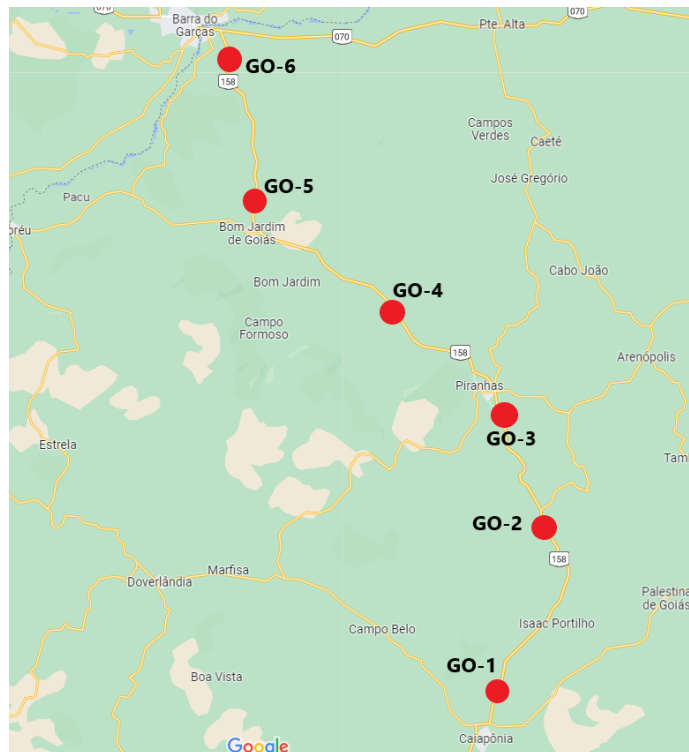 070
Barra do
Garças
070
070
Pte. Alta
GO-6
158
Campos
Verdes
Caeté
José Gregório
GO-5
Pacu
oréu
Bom Jardim
de Goiás
Cabo João
Bom Jardim
GO-4
Campo
Formoso
158
Arenópolis
Piranhas
GO-3
Estrela
Tam
GO-2
158
Marfisa
Doverlândia
Palestina
de Goiás
Isaac Portilho
Campo Belo
GO-1
Boa Vista
Caiapônia
Google